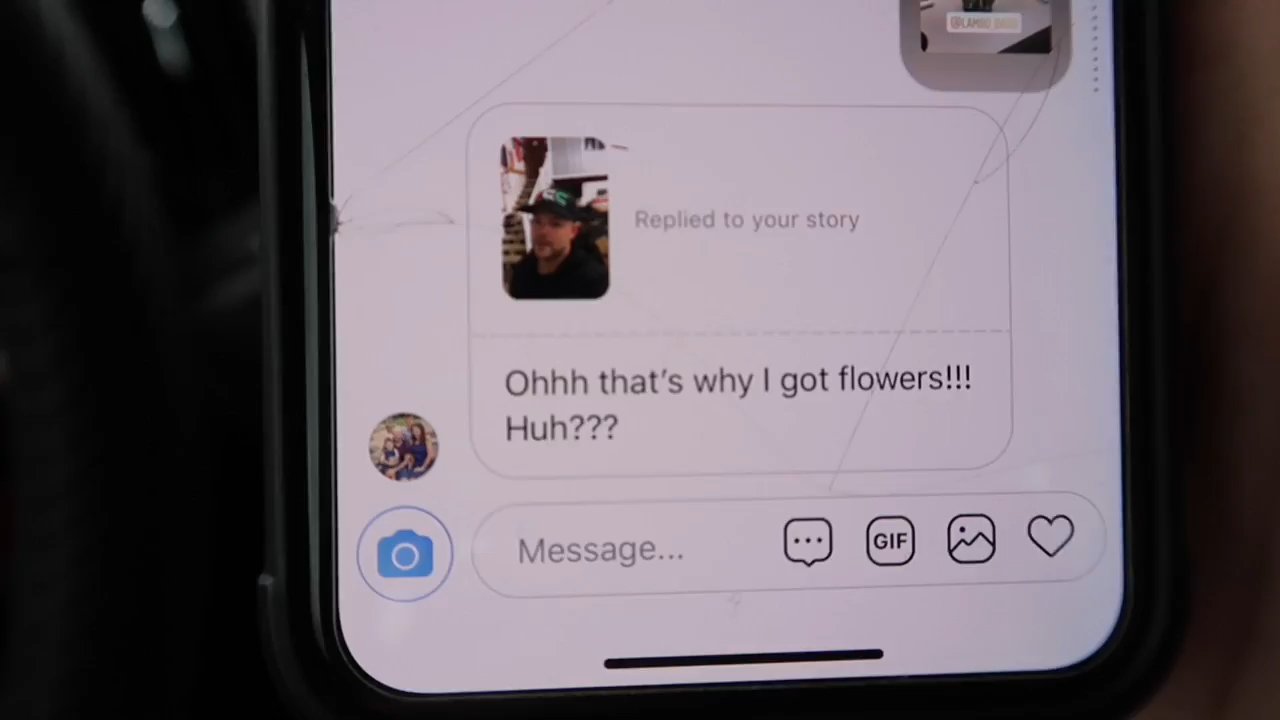 Replied to your story
Ohhh that's why I got flowers!!!
Huh???
Message...
GIF